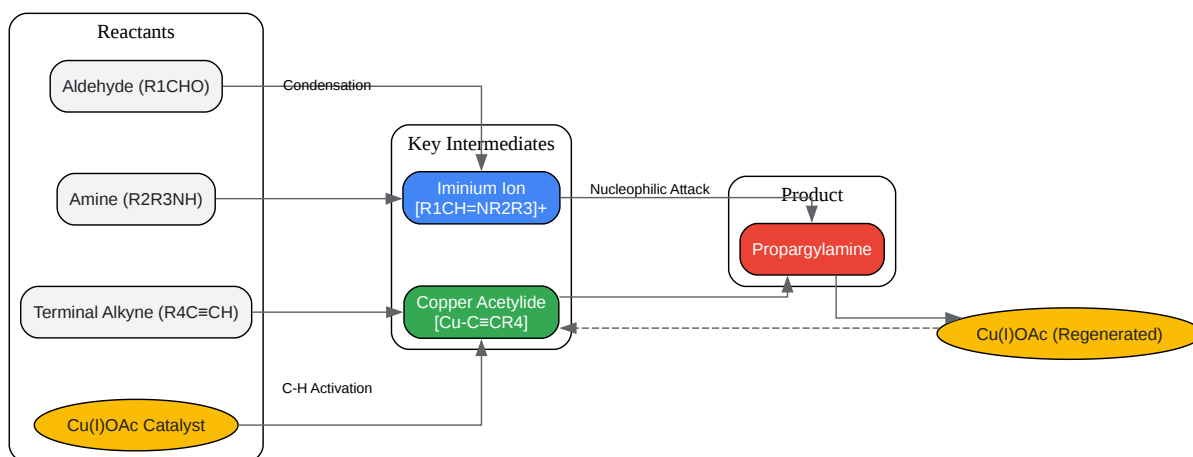 Reactants
Aldehyde (R1CHO)
Condensation
Amine (R2R3NH)
Terminal Alkyne (R4C≡CH)
C-H Activation
Cu(I)OAc Catalyst
Key Intermediates
Iminium Ion
[R1CH=NR2R3]+
Nucleophilic Attack
Copper Acetylide
[Cu-C≡CR4]
Product
Propargylamine
Cu(I)OAc (Regenerated)